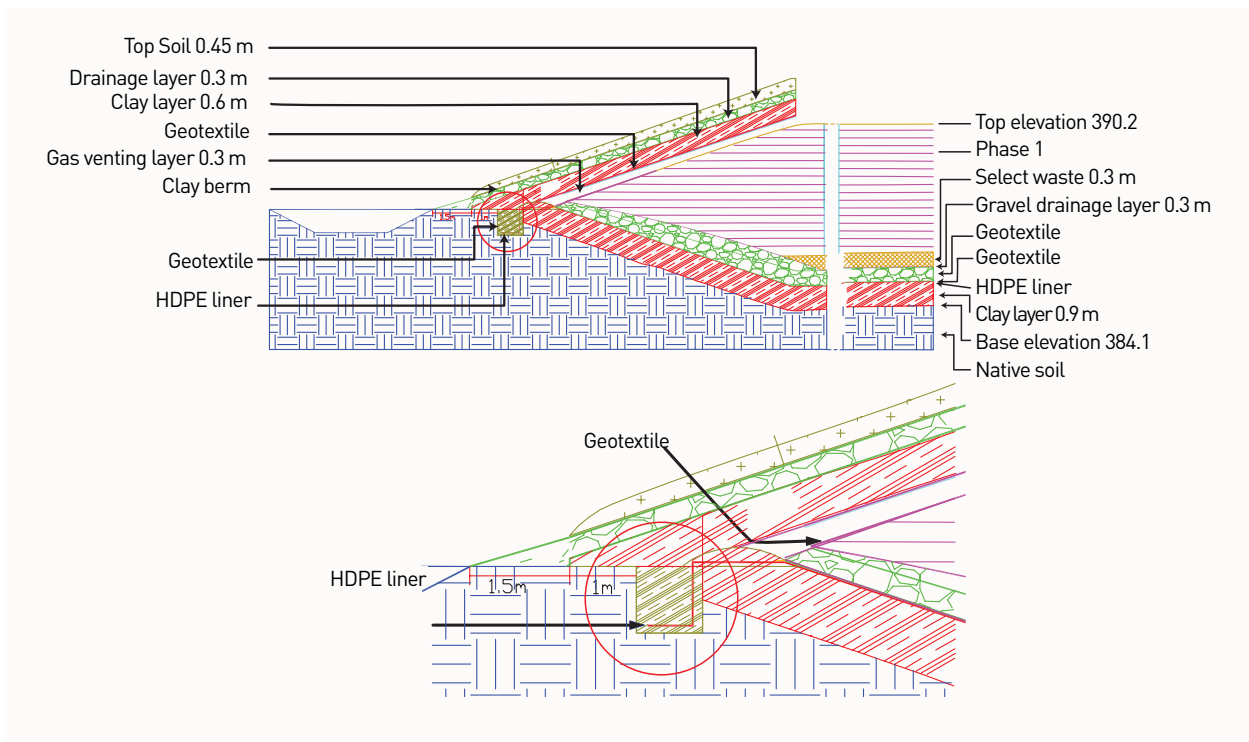 Top Soil 0.45 m
Drainage layer 0.3 m
Clay layer 0.6 m
Geotextile
Gas venting layer 0.3 m
Clay berm
Geotextile
HDPE liner
Top elevation 390.2
Phase 1
Select waste 0.3 m
Gravel drainage layer 0.3 m
Geotextile
Geotextile
HDPE liner
Clay layer 0.9 m
Base elevation 384.1
Native soil
Geotextile
HDPE liner
1.5m
1m